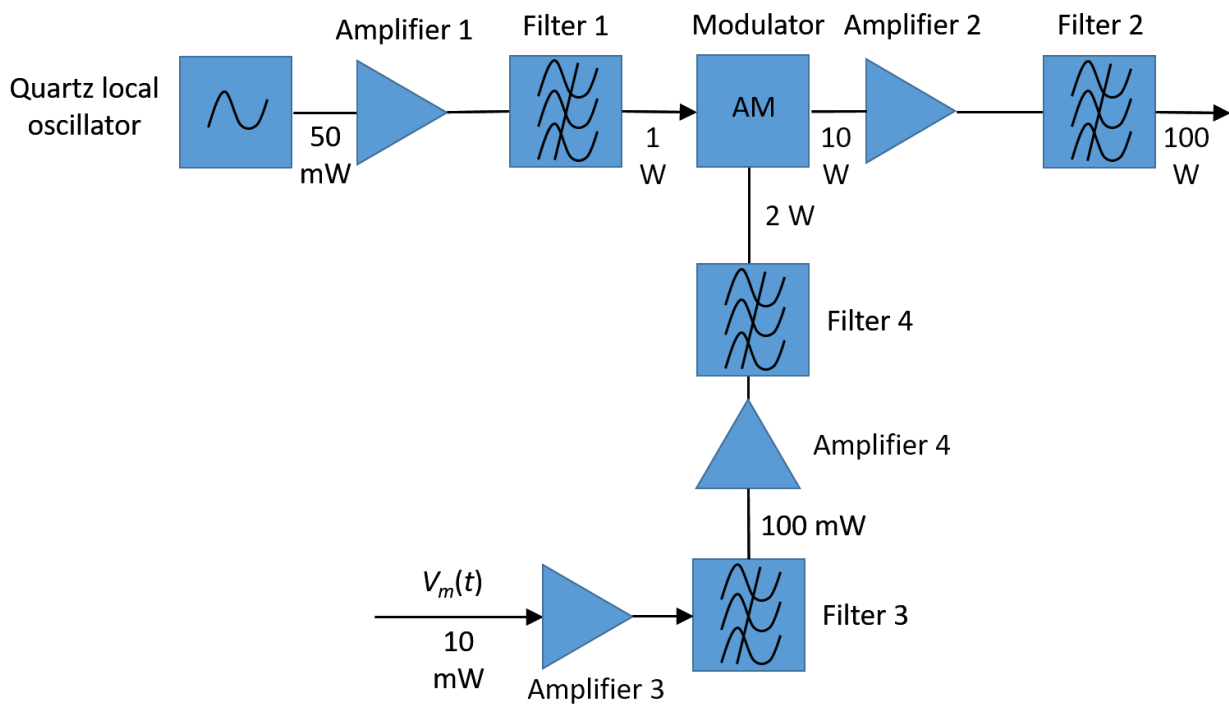 Amplifier 1
Filter 1
Modulator
Amplifier 2
Filter 2
Quartz local
oscillator
AM
50
mW
1
W
10
W
100
W
2 W
Filter 4
Amplifier 4
100 mW
Vm(t)
10
mW
Filter 3
Amplifier 3